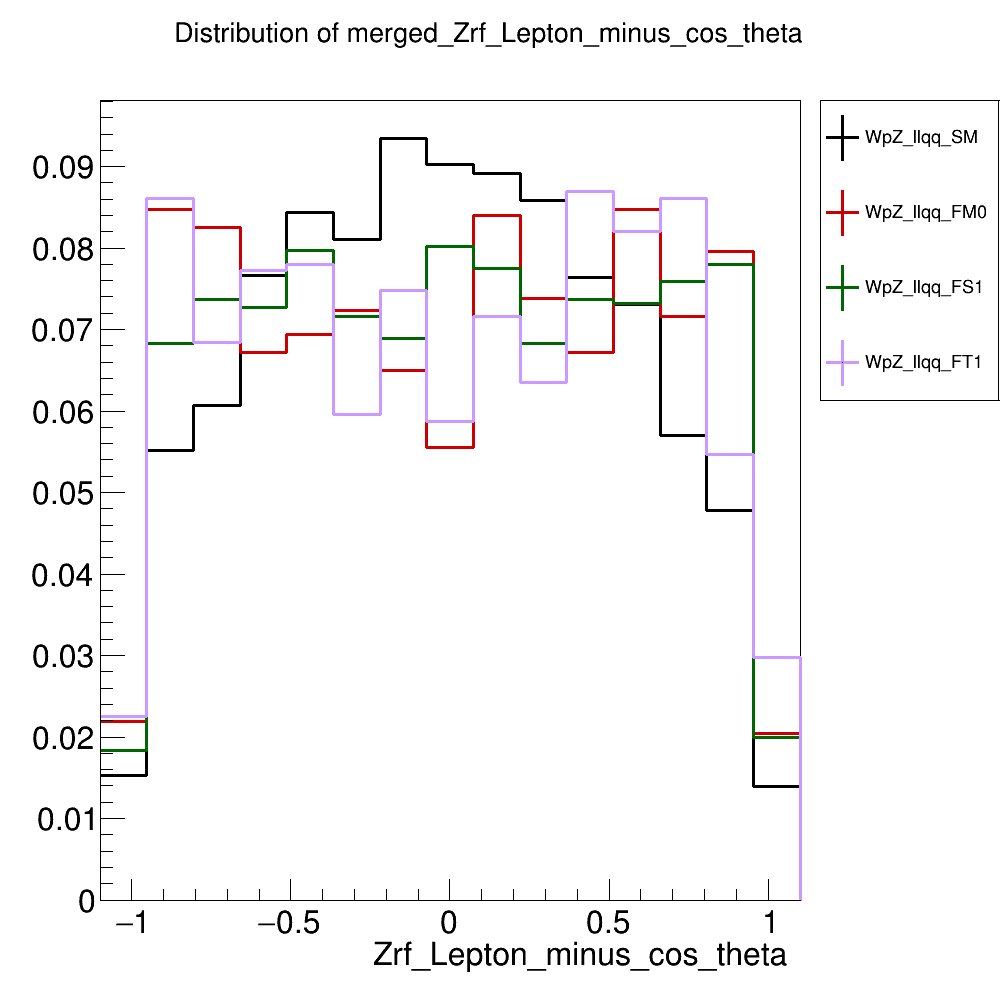 Distribution of merged_Zrf_Lepton_minus_cos_theta
WpZ_llqq_SM
WpZ_llqq_FM0
WpZ_llqq_FS1
WpZ_llqq_FT1
0.09
0.08
0.07
0.06
0.05
0.04
0.03
0.02
0.01
0
−1
−0.5
0
0.5
1
Zrf_Lepton_minus_cos_theta